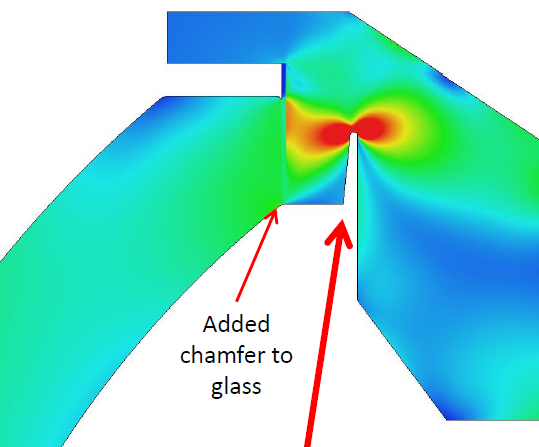 Added
chamfer to
glass